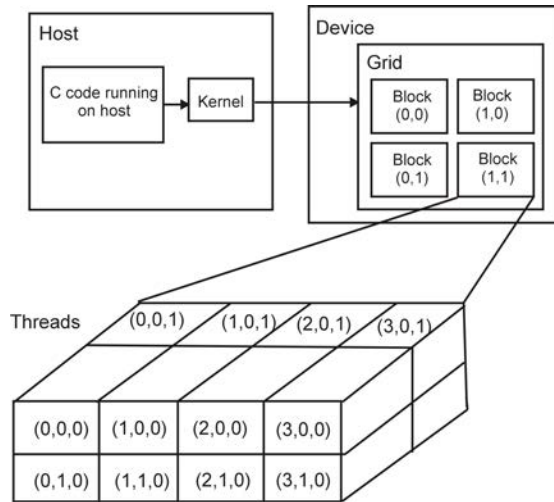 Host
Device
Grid
C code running
on host
Kernel
Block
(0,0)
Block
(1,0)
Block
(0,1)
Block
(1,1)
Threads
(0,0,1)
(1,0,1)
(2,0,1)
(3,0,1)
(0,0,0)
(1,0,0)
(2,0,0)
(3,0,0)
(0,1,0)
(1,1,0)
(2,1,0)
(3,1,0)